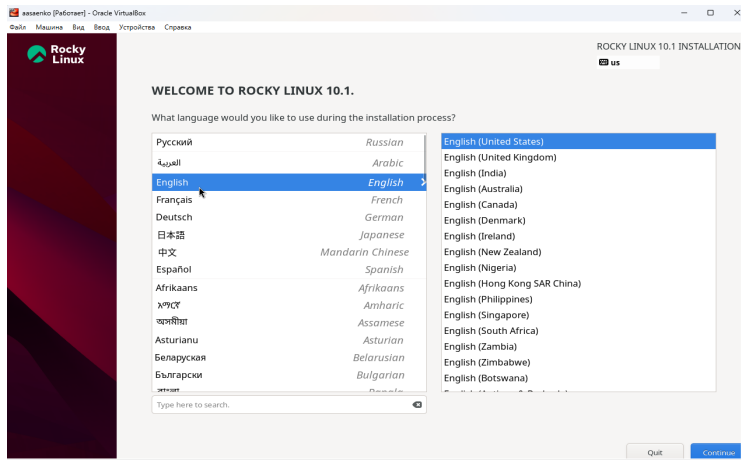 aasaenko [Работает] - Oracle VirtualBox
Файл Машина Вид Ввод Устройства Справка
Rocky
Linux
ROCKY LINUX 10.1 INSTALLATION
us
WELCOME TO ROCKY LINUX 10.1.
What language would you like to use during the installation process?
Русский Russian
العربية Arabic
English English
Français French
Deutsch German
日本語 Japanese
中文 Mandarin Chinese
Español Spanish
Afrikaans Afrikaans
አማርኛ Amharic
অসমীয়া Assamese
Asturianu Asturian
Беларуская Belarusian
Български Bulgarian
বাংলা Bangla
English (United States)
English (United Kingdom)
English (India)
English (Australia)
English (Canada)
English (Denmark)
English (Ireland)
English (New Zealand)
English (Nigeria)
English (Hong Kong SAR China)
English (Philippines)
English (Singapore)
English (South Africa)
English (Zambia)
English (Zimbabwe)
English (Botswana)
Type here to search.
Quit Continue